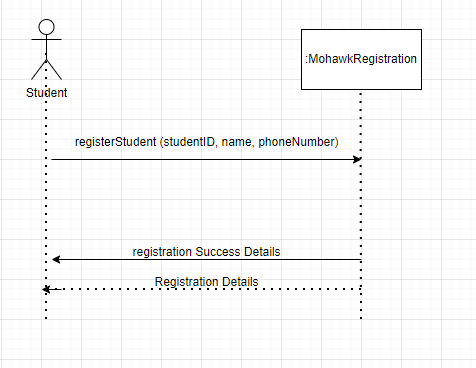 :MohawkRegistration
Student
registerStudent (studentID, name, phoneNumber)
registration Success Details
Registration Details